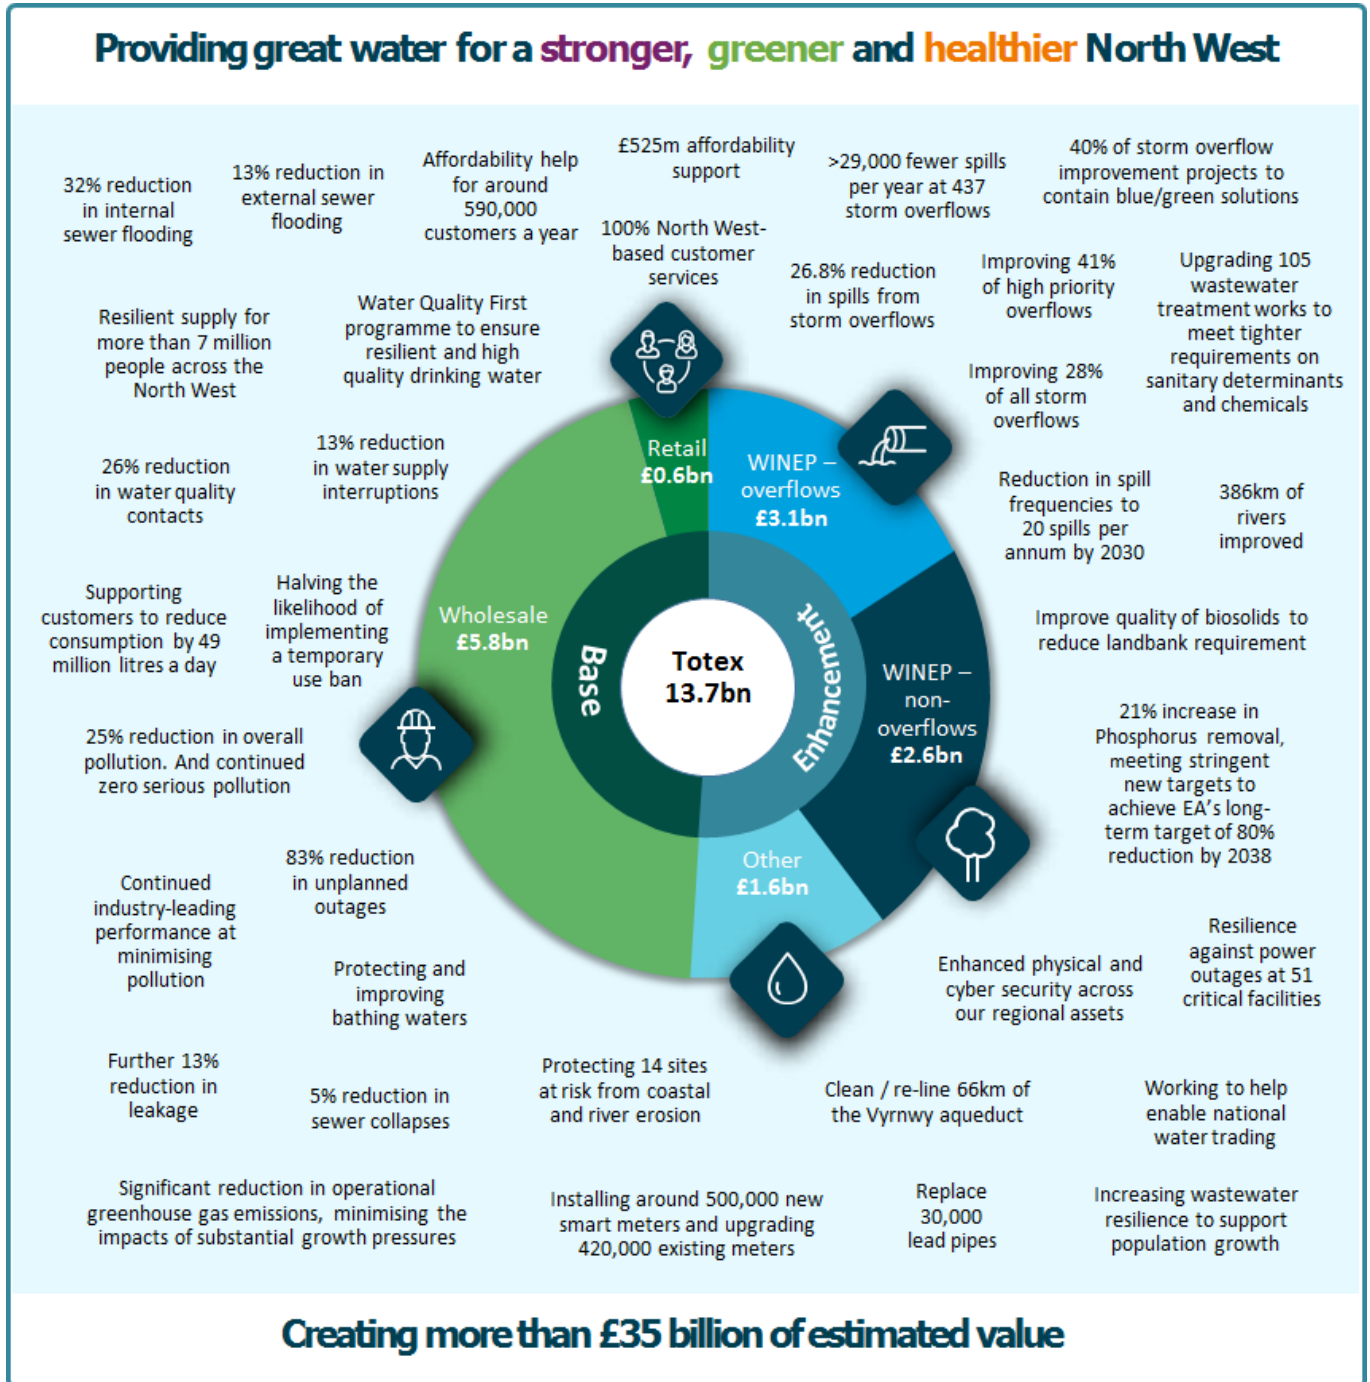 Providing great water for a stronger, greener and healthier North West
32% reduction
in internal
sewer flooding
13% reduction in
external sewer
flooding
Affordability help
for around
590,000
customers a year
£525m affordability
support
100% North West-
based customer
services
>29,000 fewer spills
per year at 437
storm overflows
40% of storm overflow
improvement projects to
contain blue/green solutions
26.8% reduction
in spills from
storm overflows
Improving 41%
of high priority
overflows
Upgrading 105
wastewater
treatment works to
meet tighter
requirements on
sanitary determinants
and chemicals
Resilient supply for
more than 7 million
people across the
North West
Water Quality First
programme to ensure
resilient and high
quality drinking water
Improving 28%
of all storm
overflows
26% reduction
in water quality
contacts
13% reduction
in water supply
interruptions
Retail
£0.6bn
WINEP –
overflows
£3.1bn
Reduction in spill
frequencies to
20 spills per
annum by 2030
386km of
rivers
improved
Supporting
customers to reduce
consumption by 49
million litres a day
Halving the
likelihood of
implementing
a temporary
use ban
Wholesale
£5.8bn
Base
Totex
13.7bn
Enhancement
WINEP –
non-
overflows
£2.6bn
Improve quality of biosolids to
reduce landbank requirement
25% reduction in overall
pollution. And continued
zero serious pollution
21% increase in
Phosphorus removal,
meeting stringent
new targets to
achieve EA's long-
term target of 80%
reduction by 2038
Continued
industry-leading
performance at
minimising
pollution
83% reduction
in unplanned
outages
Other
£1.6bn
Protecting and
improving
bathing waters
Enhanced physical and
cyber security across
our regional assets
Resilience
against power
outages at 51
critical facilities
Further 13%
reduction in
leakage
5% reduction in
sewer collapses
Protecting 14 sites
at risk from coastal
and river erosion
Clean / re-line 66km of
the Vyrnwy aqueduct
Working to help
enable national
water trading
Significant reduction in operational
greenhouse gas emissions, minimising the
impacts of substantial growth pressures
Installing around 500,000 new
smart meters and upgrading
420,000 existing meters
Replace
30,000
lead pipes
Increasing wastewater
resilience to support
population growth
Creating more than £35 billion of estimated value